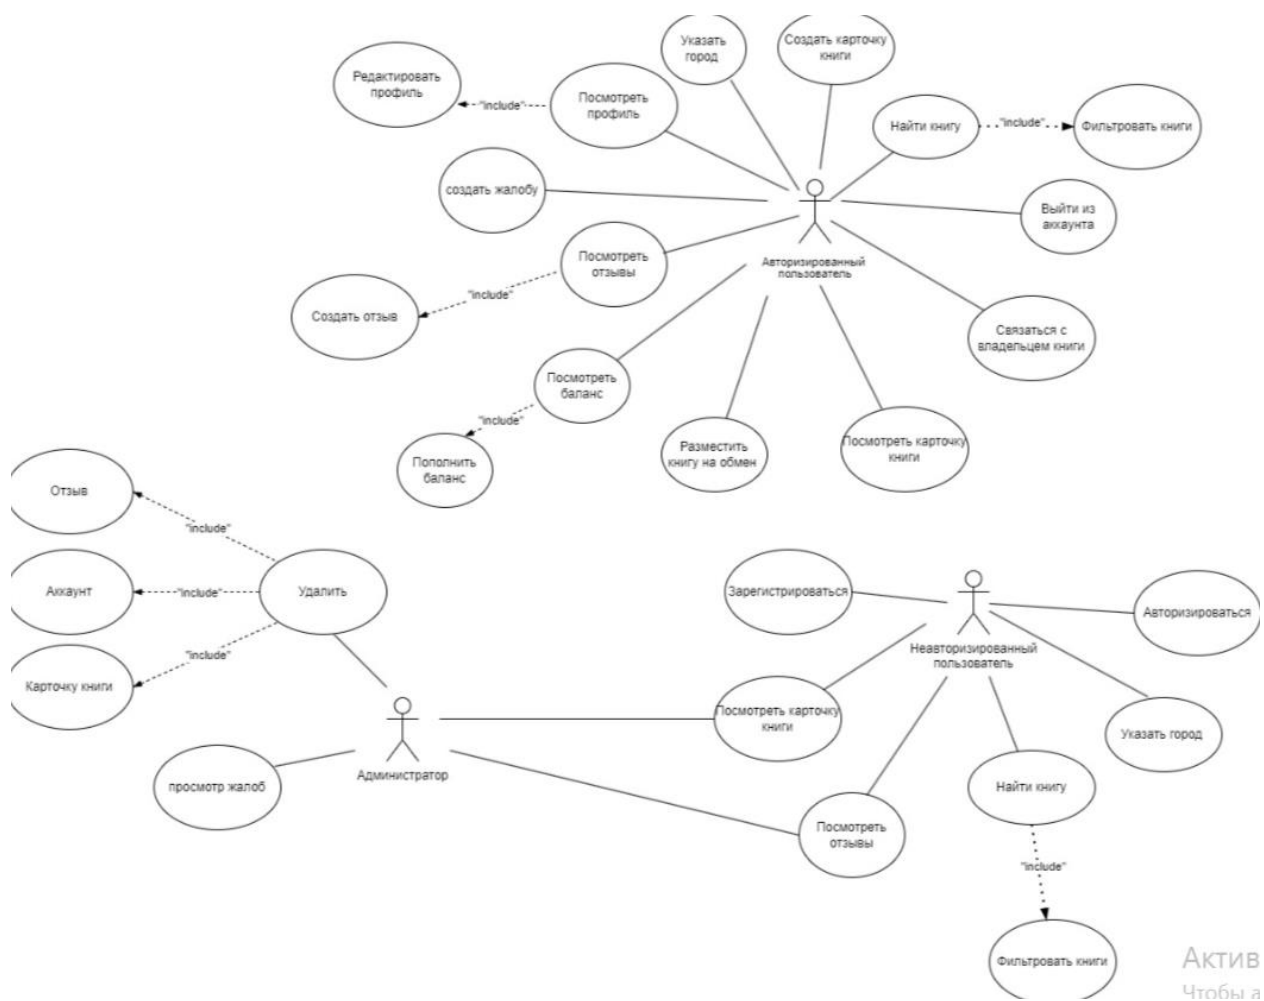 Указать
город
Создать карточку
книги
Редактировать
профиль
"include"
Посмотреть
профиль
Найти книгу
"include"
Фильтровать книги
создать жалобу
Выйти из
аккаунта
Посмотреть
отзывы
Авторизированный
пользователь
"include"
Создать отзыв
Связаться с
владельцем книги
Посмотреть
баланс
"include"
Пополнить
баланс
Разместить
книгу на обмен
Посмотреть карточку
книги
Отзыв
"include"
Аккаунт
"include"
Удалить
"include"
Карточку книги
Зарегистрироваться
Авторизироваться
Неавторизированный
пользователь
Посмотреть карточку
книги
Указать город
Администратор
просмотр жалоб
Найти книгу
Посмотреть
отзывы
"include"
Фильтровать книги
Актив
Чтобы а